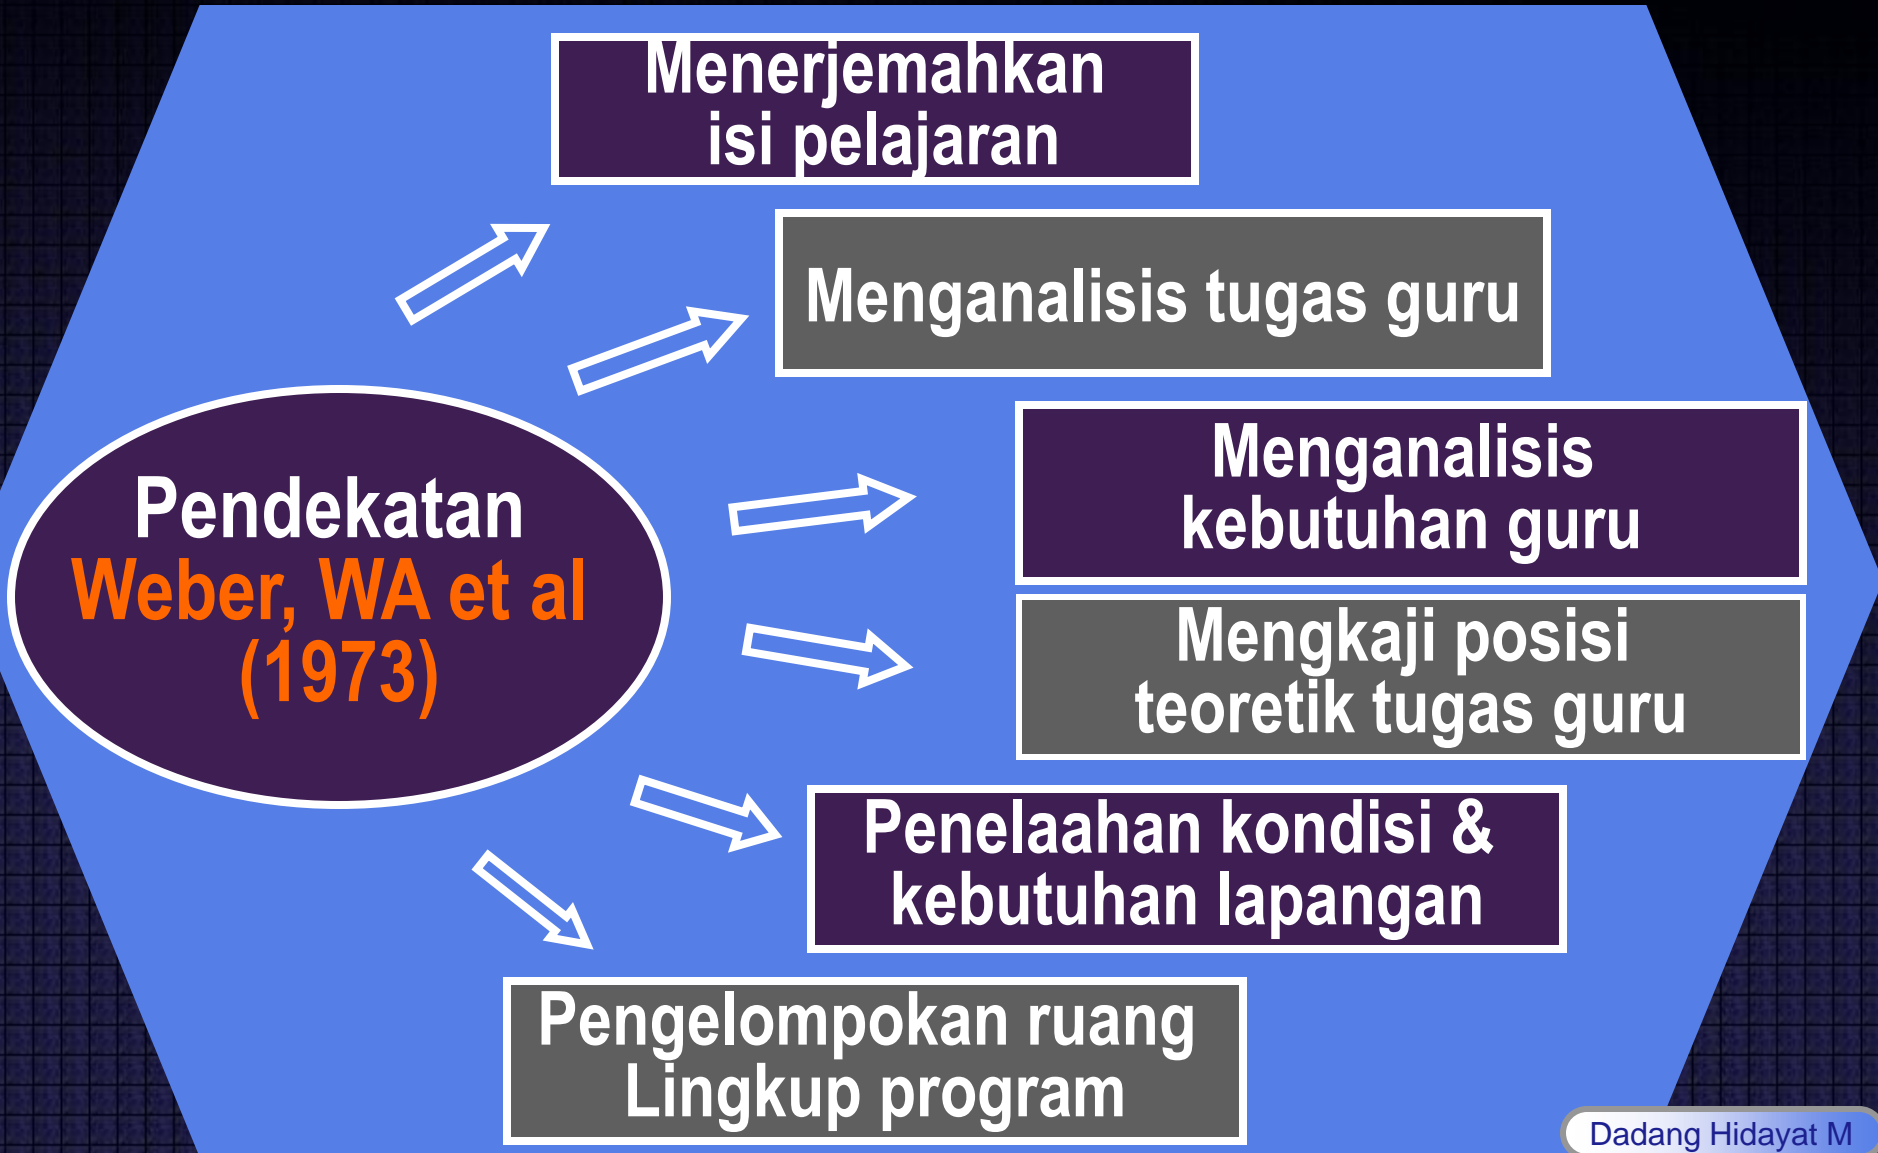 Menerjemahkan
isi pelajaran
Menganalisis tugas guru
Menganalisis
kebutuhan guru
Pendekatan
Weber, WA et al
(1973)
Mengkaji posisi
teoretik tugas guru
Penelaahan kondisi &
kebutuhan lapangan
Pengelompokan ruang
Lingkup program
Dadang Hidayat M